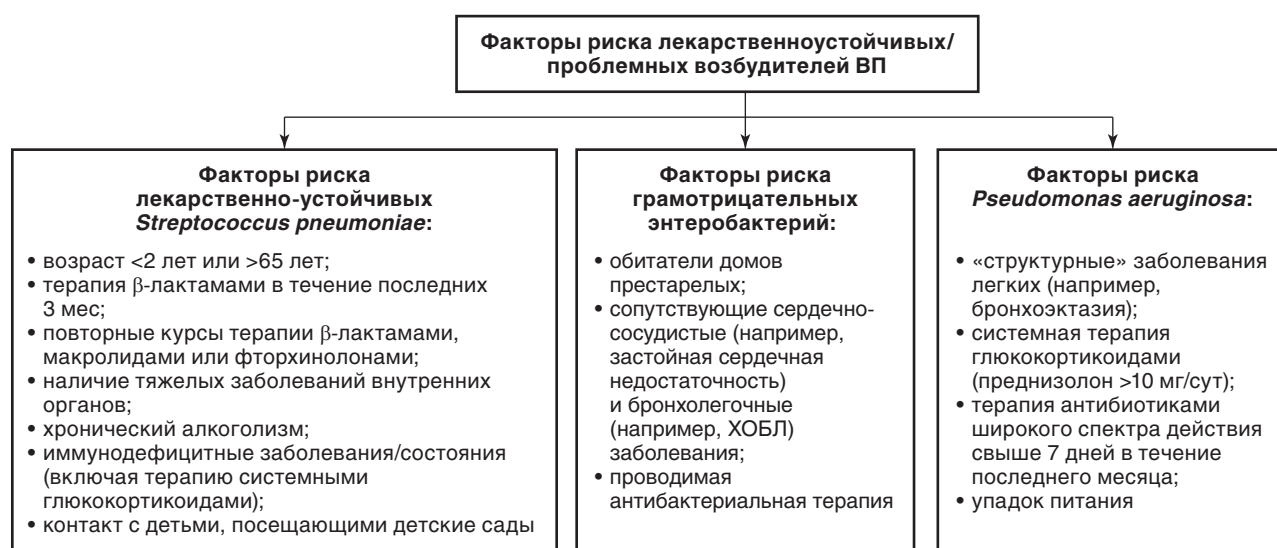 Факторы риска лекарственноустойчивых/
проблемных возбудителей ВП
Факторы риска
лекарственно-устойчивых
Streptococcus pneumoniae:
• возраст <2 лет или >65 лет;
• терапия β-лактамами в течение последних
3 мес;
• повторные курсы терапии β-лактамами,
макролидами или фторхинолонами;
• наличие тяжелых заболеваний внутренних
органов;
• хронический алкоголизм;
• иммунодефицитные заболевания/состояния
(включая терапию системными
глюкокортикоидами);
• контакт с детьми, посещающими детские сады
Факторы риска
грамотрицательных
энтеробактерий:
• обитатели домов
престарелых;
• сопутствующие сердечно-
сосудистые (например,
застойная сердечная
недостаточность)
и бронхолегочные
(например, ХОБЛ)
заболевания;
• проводимая
антибактериальная терапия
Факторы риска
Pseudomonas aeruginosa:
• «структурные» заболевания
легких (например,
бронхоэктазия);
• системная терапия
глюкокортикоидами
(преднизолон >10 мг/сут);
• терапия антибиотиками
широкого спектра действия
свыше 7 дней в течение
последнего месяца;
• упадок питания